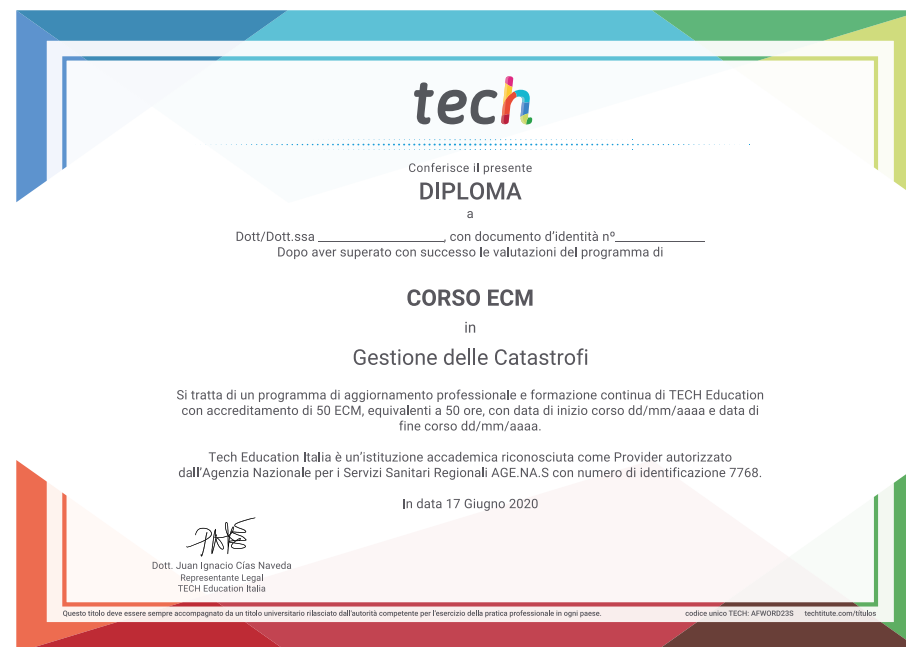 tech
Conferisce il presente
DIPLOMA
a
Dott/Dott.ssa __________________, con documento d'identità nº_____________
Dopo aver superato con successo le valutazioni del programma di
CORSO ECM
in
Gestione delle Catastrofi
Si tratta di un programma di aggiornamento professionale e formazione continua di TECH Education
con accreditamento di 50 ECM, equivalenti a 50 ore, con data di inizio corso dd/mm/aaaa e data di
fine corso dd/mm/aaaa.
Tech Education Italia è un'istituzione accademica riconosciuta come Provider autorizzato
dall'Agenzia Nazionale per i Servizi Sanitari Regionali AGE.NA.S con numero di identificazione 7768.
In data 17 Giugno 2020
Dott. Juan Ignacio Cías Naveda
Representante Legal
TECH Education Italia
Questo titolo deve essere sempre accompagnato da un titolo universitario rilasciato dall'autorità competente per l'esercizio della pratica professionale in ogni paese. codice unico TECH: AFWORD23S techtitute.com/títulos